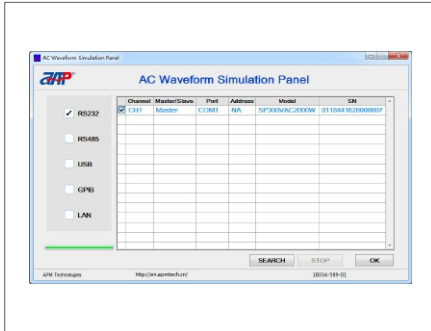 AC Waveform Simulation Panel
APM
AC Waveform Simulation Panel
Channel Master/Slave Port Address Model SN
CH1 Master COM1 NA SP300VAC2000W
RS232
RS485
USB
GPIB
LAN
SEARCH STOP OK
APM Technologies http://en.apmtech.cn/